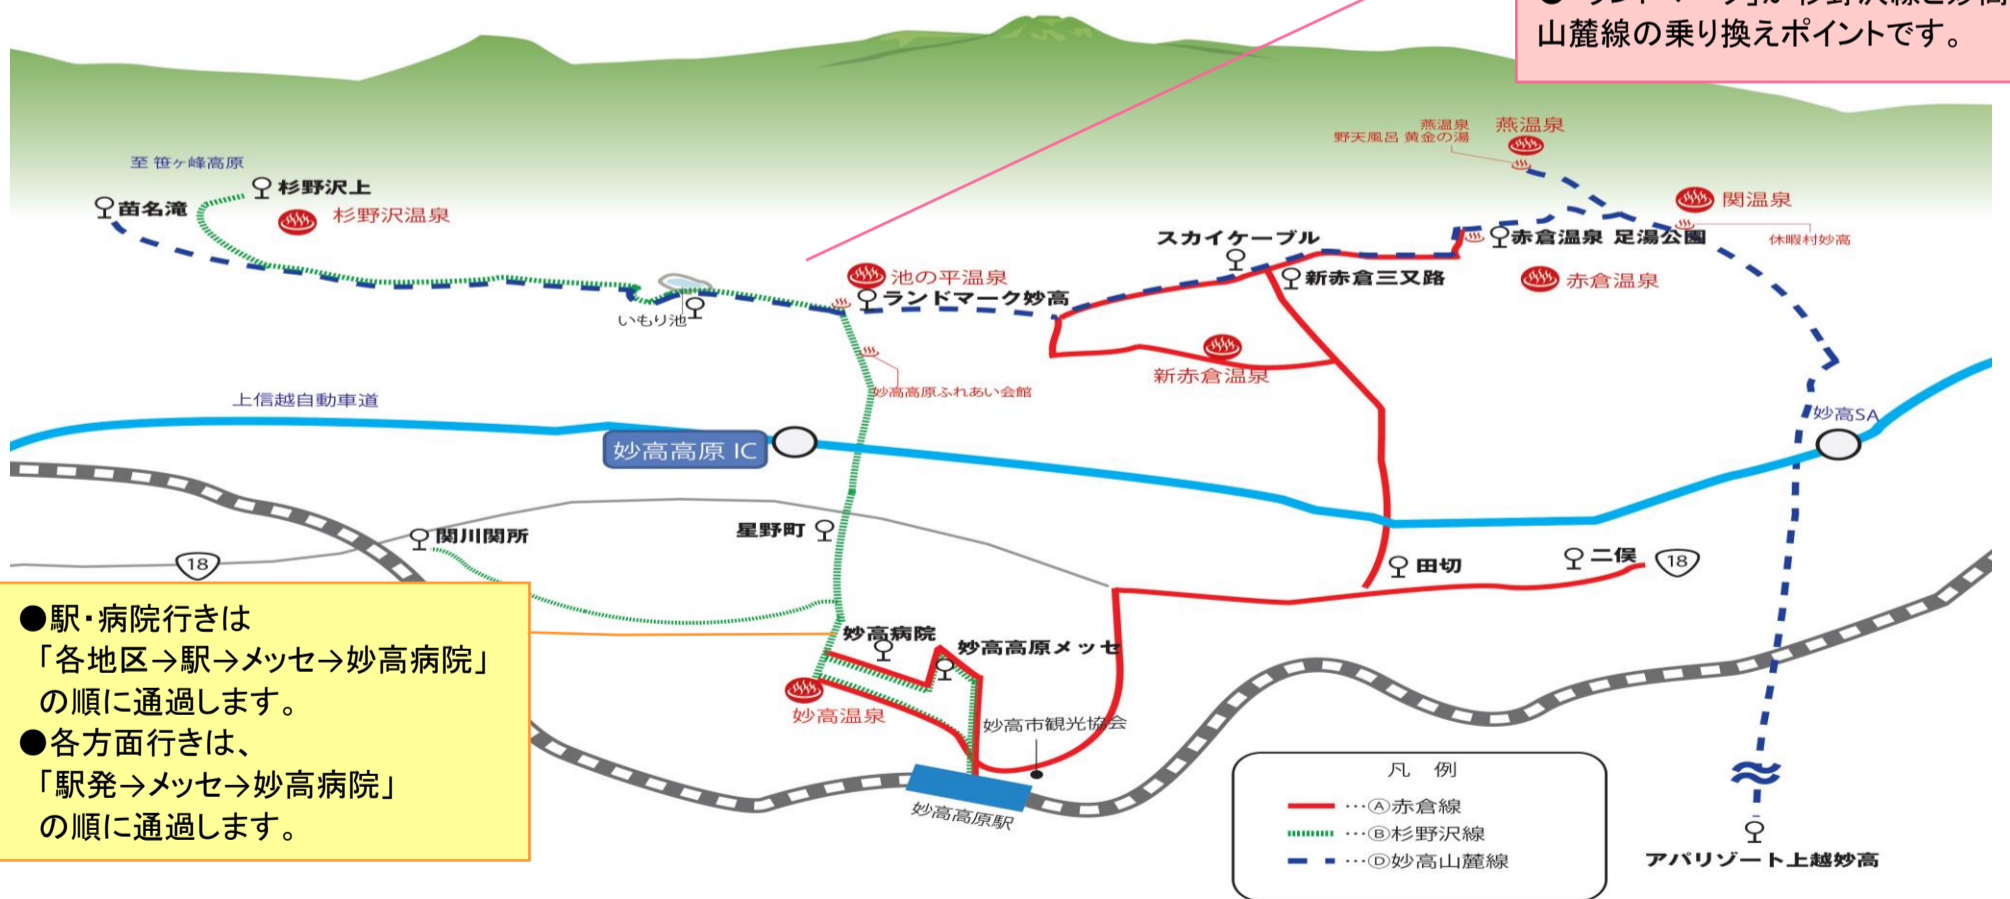 山麓線の乗り換えポイントです。
燕温泉
野天風呂 黄金の湯
燕温泉
至 笹ヶ峰高原
杉野沢上
苗名滝
杉野沢温泉
関温泉
休暇村妙高
スカイケーブル
赤倉温泉 足湯公園
新赤倉三又路
赤倉温泉
池の平温泉
ランドマーク妙高
いもり池
新赤倉温泉
妙高高原ふれあい会館
上信越自動車道
妙高SA
妙高高原 IC
星野町
関川関所
18
田切
二俣
18
●駅・病院行きは
「各地区→駅→メッセ→妙高病院」
の順に通過します。
●各方面行きは、
「駅発→メッセ→妙高病院」
の順に通過します。
妙高病院
妙高高原メッセ
妙高温泉
妙高市観光協会
妙高高原駅
凡 例
…Ⓐ赤倉線
…Ⓑ杉野沢線
…Ⓓ妙高山麓線
アパリゾート上越妙高